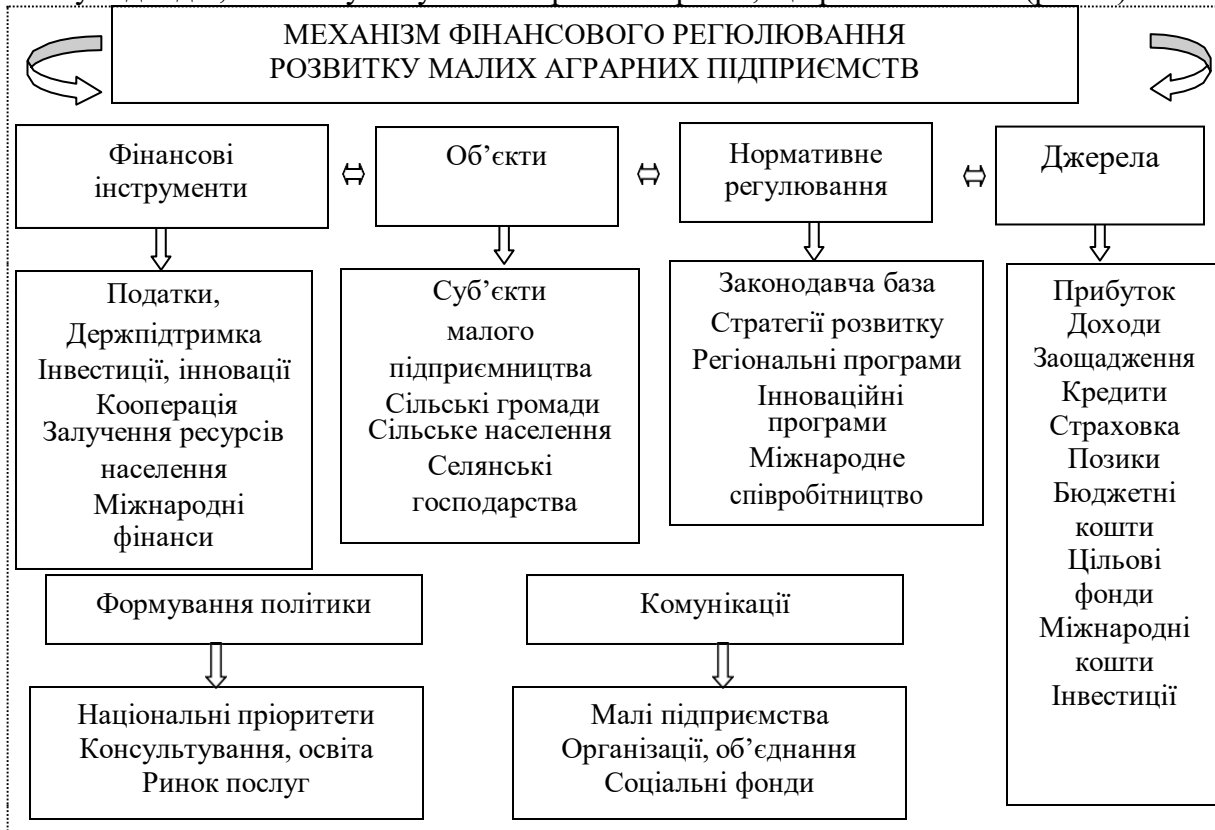 МЕХАНІЗМ ФІНАНСОВОГО РЕГЮЛЮВАННЯ
РОЗВИТКУ МАЛИХ АГРАРНИХ ПІДПРИЄМСТВ
Фінансові
інструменти
Об’єкти
Нормативне
регулювання
Джерела
Податки,
Держпідтримка
Інвестиції, інновації
Кооперація
Залучення ресурсів
населення
Міжнародні
фінанси
Суб’єкти
малого
підприємництва
Сільські громади
Сільське населення
Селянські
господарства
Законодавча база
Стратегії розвитку
Регіональні програми
Інноваційні
програми
Міжнародне
співробітництво
Прибуток
Доходи
Заощадження
Кредити
Страховка
Позики
Бюджетні
кошти
Цільові
фонди
Міжнародні
кошти
Інвестиції
Формування політики
Комунікації
Національні пріоритети
Консультування, освіта
Ринок послуг
Малі підприємства
Організації, об’єднання
Соціальні фонди